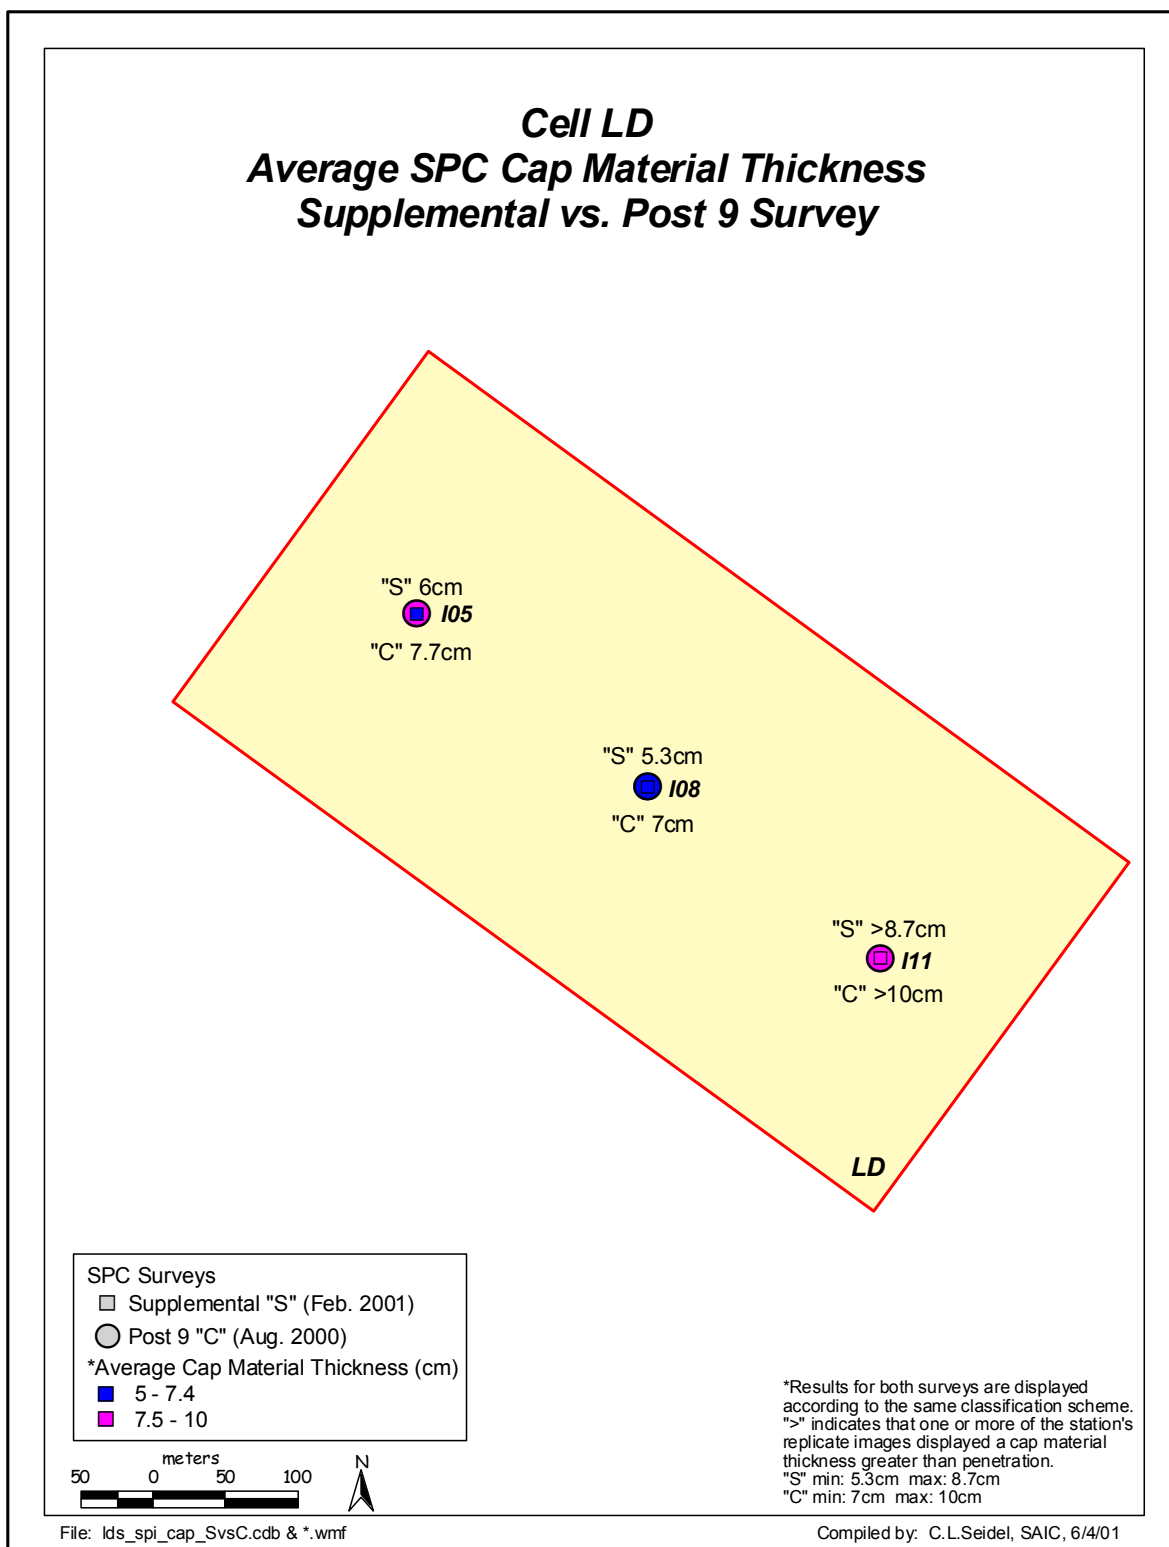 Cell LD
Average SPC Cap Material Thickness
Supplemental vs. Post 9 Survey
"S" 6cm
I05
"C" 7.7cm
"S" 5.3cm
I08
"C" 7cm
"S" >8.7cm
I11
"C" >10cm
LD
SPC Surveys
Supplemental "S" (Feb. 2001)
Post 9 "C" (Aug. 2000)
*Average Cap Material Thickness (cm)
5 - 7.4
7.5 - 10
meters
50 0 50 100
N
*Results for both surveys are displayed
according to the same classification scheme.
">" indicates that one or more of the station's
replicate images displayed a cap material
thickness greater than penetration.
"S" min: 5.3cm max: 8.7cm
"C" min: 7cm max: 10cm
File: lds_spi_cap_SvsC.cdb & *.wmf
Compiled by: C.L.Seidel, SAIC, 6/4/01